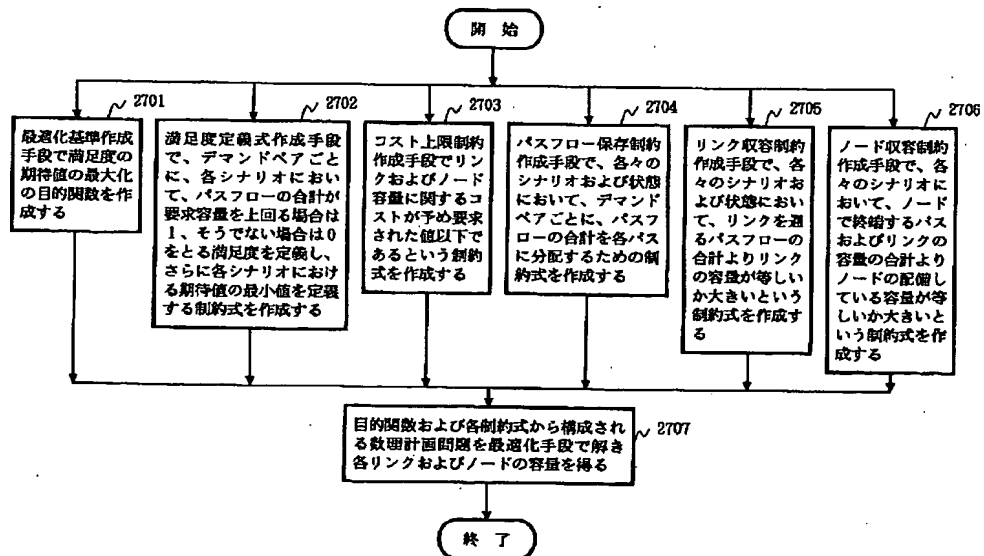 開 始
2701
最適化基準作成
手段で満足度の
期待値の最大化
の目的関数を作
成する
2702
満足度定義式作成手段
で、デマンドペアごと
に、各シナリオにおい
て、パスフローの合計が
要求容量を上回る場合は
1、そうでない場合は0
をとる満足度を定義し、
さらに各シナリオにおけ
る期待値の最小値を定義
する制約式を作成する
2703
コスト上限制約
作成手段でリン
クおよびノード
容量に関するコ
ストが予め要求
された値以下で
あるという制約
式を作成する
2704
パスフロー保存制約
作成手段で、各々の
シナリオおよび状態
において、デマンド
ペアごとに、パスフ
ローの合計を各パス
に分配するための制
約式を作成する
2705
リンク収容制約
作成手段で、各
々のシナリオお
よび状態におい
て、リンクを通
るパスフローの
合計よりリンク
の容量が等しい
か大きいという
制約式を作成す
る
2706
ノード収容制約
作成手段で、各
々のシナリオに
おいて、ノード
で終端するパス
およびリンクの
容量の合計より
ノードの配備し
ている容量が等
しいか大きいと
いう制約式を作
成する
目的関数および各制約式から構成され
る数理計画問題を最適化手段で解き
各リンクおよびノードの容量を得る
2707
終 了